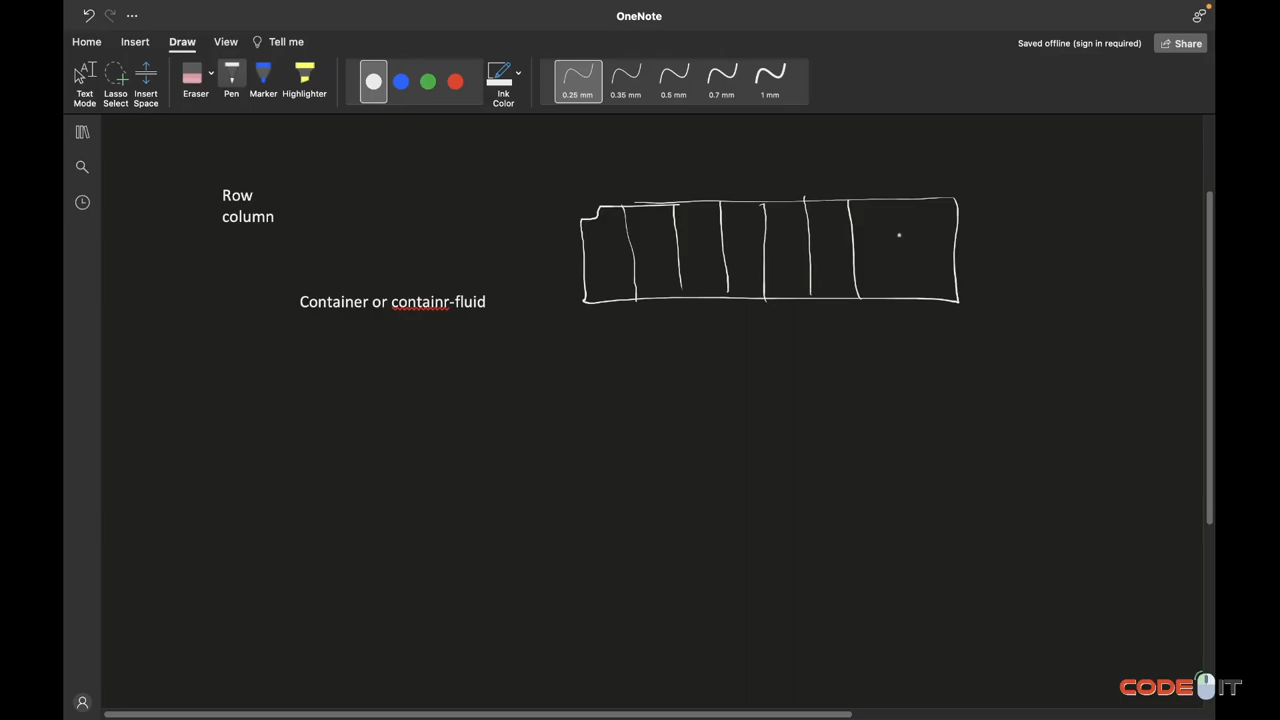 OneNote
Home Insert Draw View Tell me
Saved offline (sign in required) Share
Text Mode
Lasso Select
Insert Space
Eraser
Pen
Marker
Highlighter
Ink Color
0.25 mm
0.35 mm
0.5 mm
0.7 mm
1 mm
Row
column
Container or containr-fluid
CODE IT